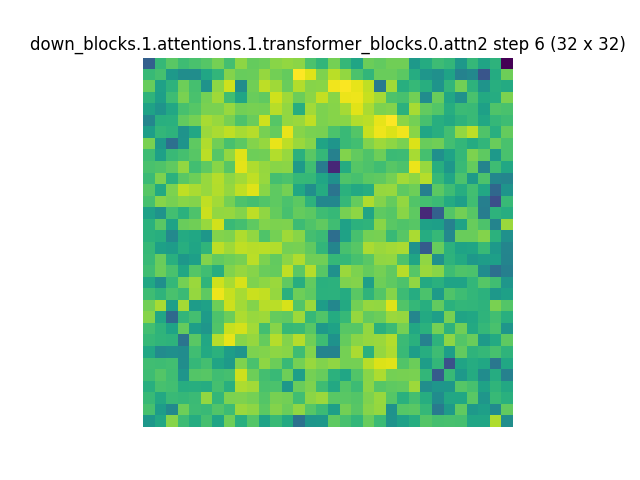 down_blocks.1.attentions.1.transformer_blocks.0.attn2 step 6 (32 x 32)